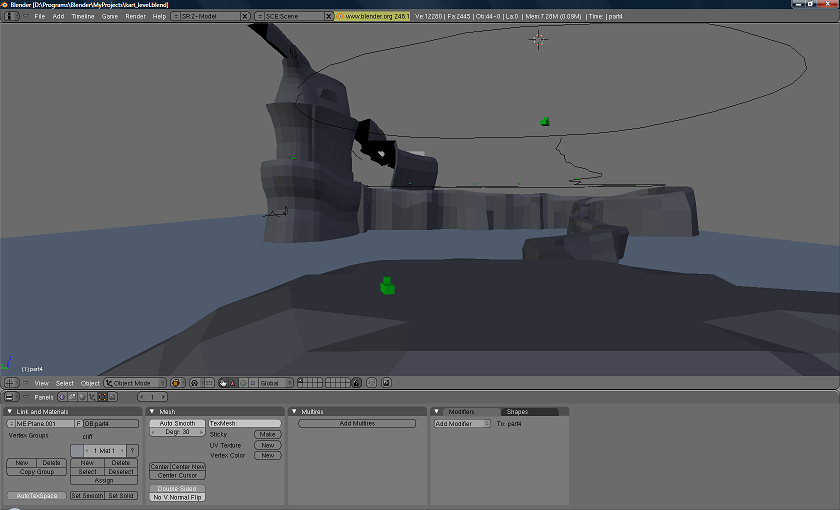 Blender [D:\Programs\Blender\MyProjects\kart_level.blend]
File Add Timeline Game Render Help SR:2-Model SCE:Scene www.blender.org 246.1 Ve:12280 | Fa:2445 | Ob:44-0 | La:0 | Mem:7.28M (0.09M) | Time: | part4
(1) part4
View Select Object Object Mode Global
Panels 1
Link and Materials Mesh Multires Modifiers Shapes
ME:Plane.001 F OB:part4 Auto Smooth TexMesh: Add Multires Add Modifier To: part4
Vertex Groups cliff Degr: 30 Sticky Make
1 Mat 1 ? UV Texture New
Vertex Color New
New Delete New Delete Center Center New
Copy Group Select Deselect Center Cursor
Assign
Double Sided
AutoTexSpace Set Smooth Set Solid No V.Normal Flip